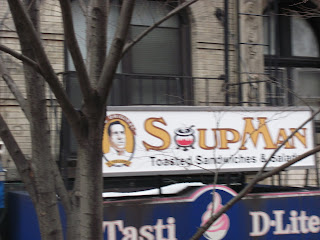 SOUPMAN
Toasted Sandwiches & Salads
Tasti D-Lite